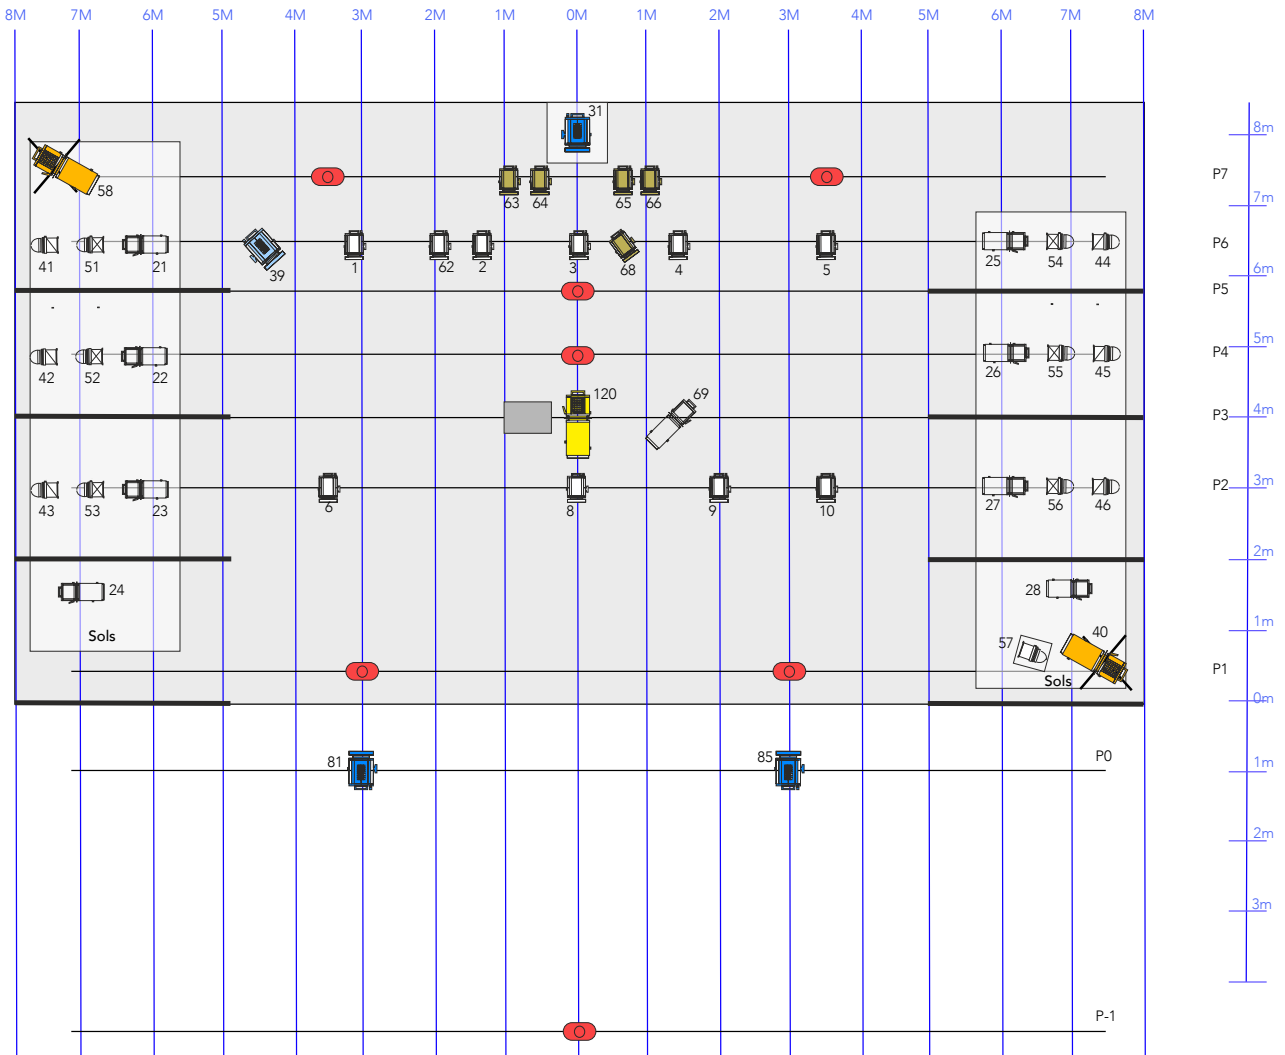 8M 7M 6M 5M 4M 3M 2M 1M 0M 1M 2M 3M 4M 5M 6M 7M 8M
31
8m
58
P7
63 64 65 66
7m
P6
41 51 21 39 1 62 2 3 68 4 5 25 54 44
6m
P5
5m
P4
42 52 22 26 55 45
120 69
4m
P3
3m
P2
43 53 23 6 8 9 10 27 56 46
2m
24 28
1m
Sols 57 40
P1
Sols
0m
81 85 P0
1m
2m
3m
P-1